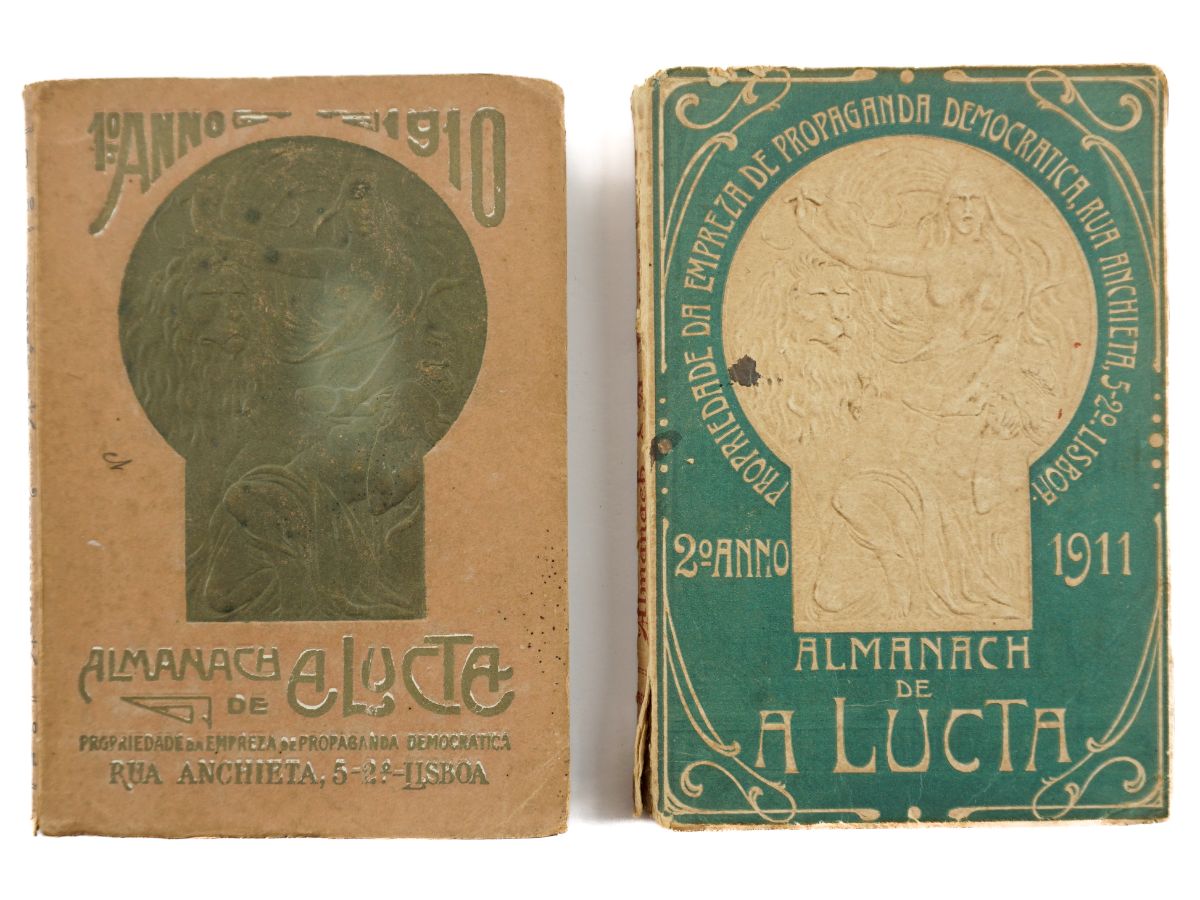 1º ANNO 1910
ALMANACH DE A LUCTA
PROPRIEDADE DA EMPREZA DE PROPAGANDA DEMOCRATICA
RUA ANCHIETA, 5-2º-LISBOA
PROPRIEDADE DA EMPREZA DE PROPAGANDA DEMOCRATICA, RUA ANCHIETA, 5-2º. LISBOA.
2º ANNO 1911
ALMANACH
DE
A LUCTA
Almanach